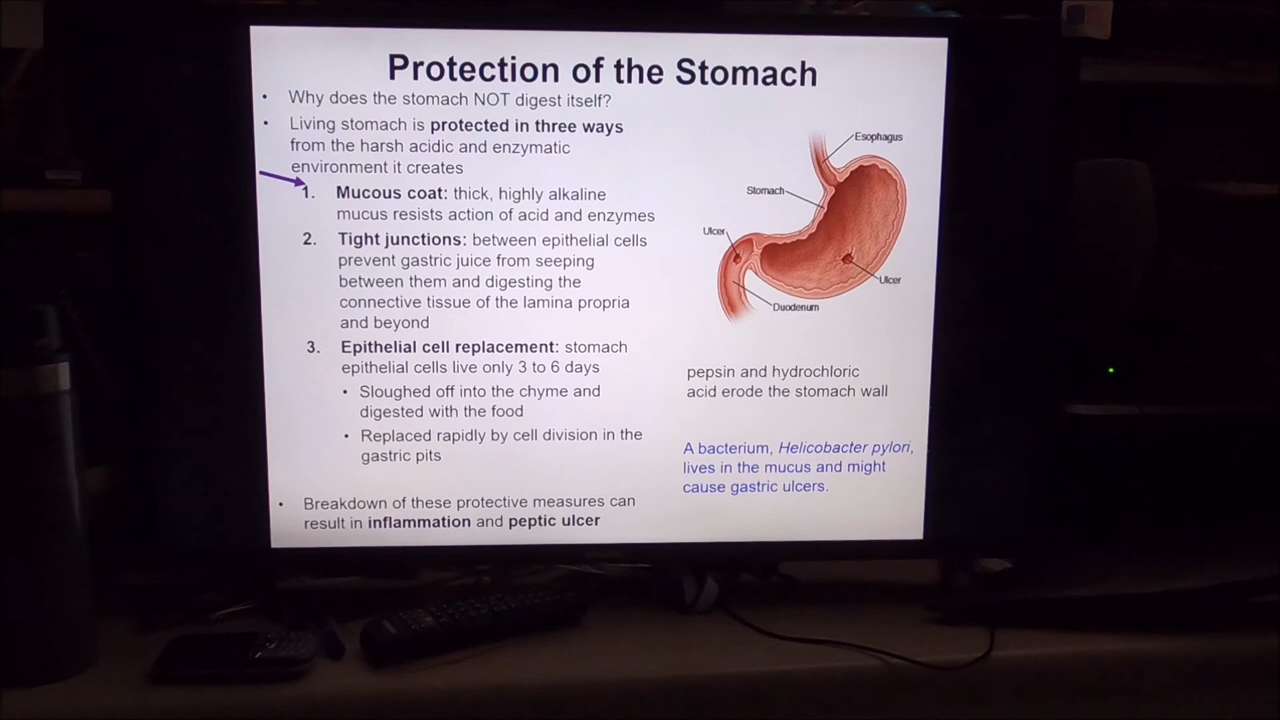 Protection of the Stomach
• Why does the stomach NOT digest itself?
• Living stomach is protected in three ways
from the harsh acidic and enzymatic
environment it creates
1. Mucous coat: thick, highly alkaline
mucus resists action of acid and enzymes
2. Tight junctions: between epithelial cells
prevent gastric juice from seeping
between them and digesting the
connective tissue of the lamina propria
and beyond
3. Epithelial cell replacement: stomach
epithelial cells live only 3 to 6 days
• Sloughed off into the chyme and
digested with the food
• Replaced rapidly by cell division in the
gastric pits
• Breakdown of these protective measures can
result in inflammation and peptic ulcer
Esophagus
Stomach
Ulcer
Ulcer
Duodenum
pepsin and hydrochloric
acid erode the stomach wall
A bacterium, Helicobacter pylori,
lives in the mucus and might
cause gastric ulcers.